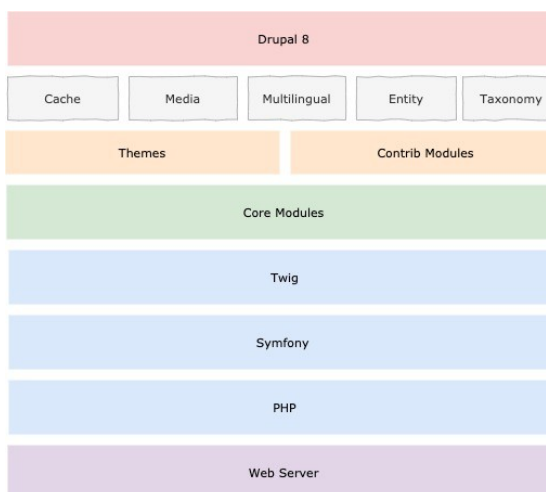 Drupal 8
Cache Media Multilingual Entity Taxonomy
Themes Contrib Modules
Core Modules
Twig
Symfony
PHP
Web Server